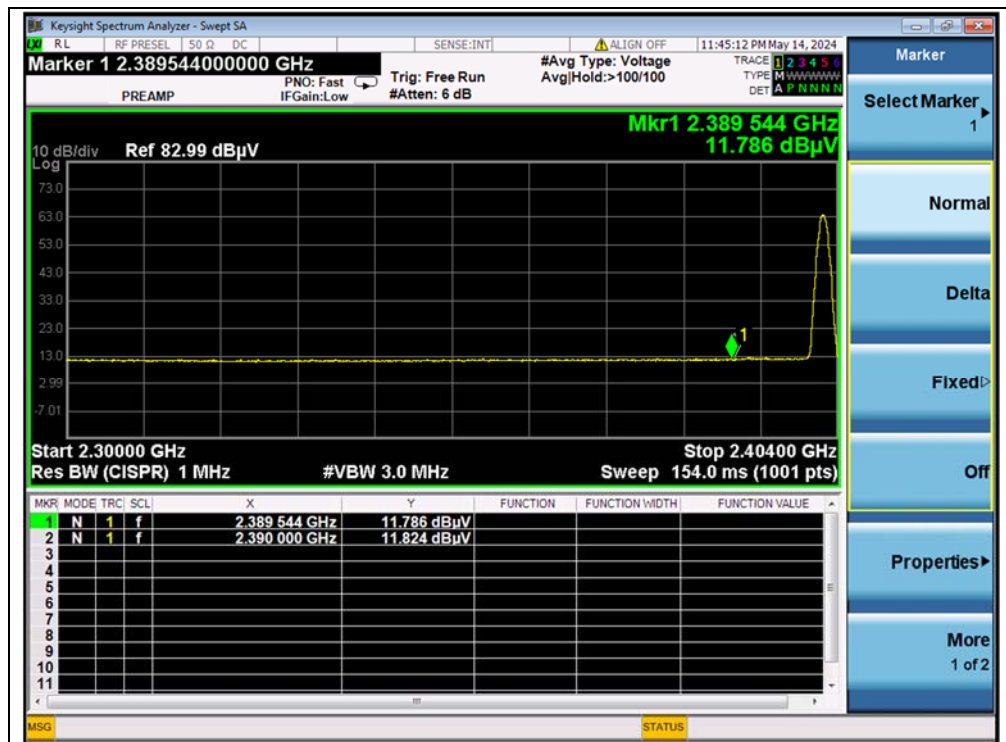 Keysight Spectrum Analyzer - Swept SA
LXI RL RF PRESEL 50 Ω DC SENSE:INT ALIGN OFF 11:45:12 PM May 14, 2024
Marker 1 2.389544000000 GHz
PREAMP
PNO: Fast
IFGain:Low
Trig: Free Run
#Atten: 6 dB
#Avg Type: Voltage
Avg|Hold:>100/100
TRACE 1 2 3 4 5 6
TYPE M W W W W W
DET A P N N N N
Mkr1 2.389 544 GHz
11.786 dBµV
10 dB/div Ref 82.99 dBµV
Log
73.0
63.0
53.0
43.0
33.0
23.0
13.0
2.99
-7.01
1
Start 2.30000 GHz Stop 2.40400 GHz
Res BW (CISPR) 1 MHz #VBW 3.0 MHz Sweep 154.0 ms (1001 pts)
MKR MODE TRC SCL X Y FUNCTION FUNCTION WIDTH FUNCTION VALUE
1 N 1 f 2.389 544 GHz 11.786 dBµV
2 N 1 f 2.390 000 GHz 11.824 dBµV
3
4
5
6
7
8
9
10
11
MSG STATUS
Marker
Select Marker
1
Normal
Delta
Fixed
Off
Properties
More
1 of 2